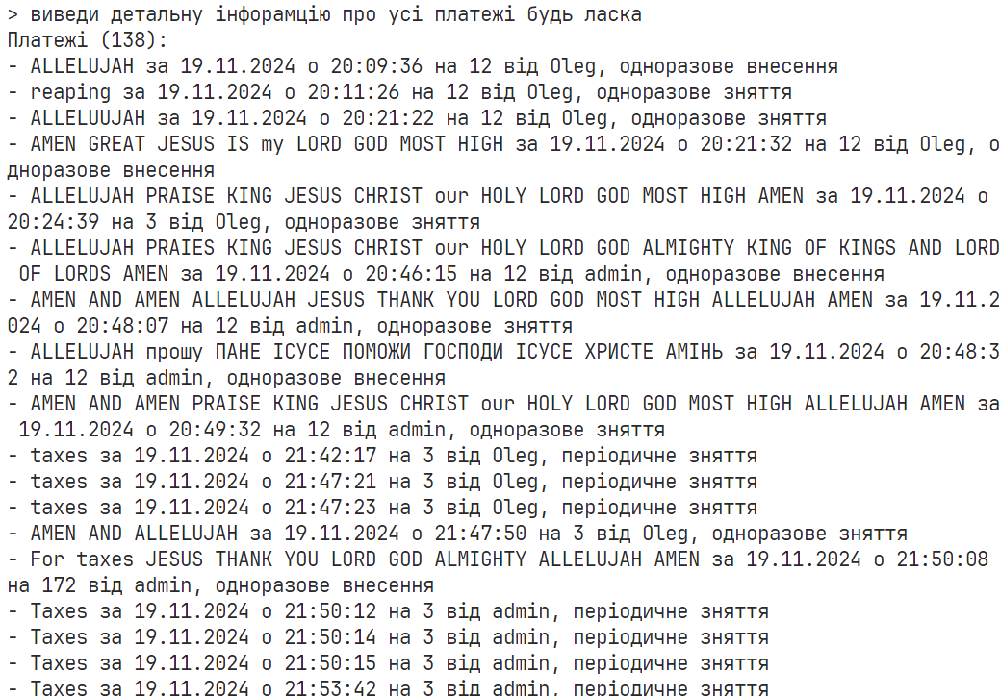 > виведи детальну інфорамцію про усі платежі будь ласка
Платежі (138):
- ALLELUJAH за 19.11.2024 о 20:09:36 на 12 від Oleg, одноразове внесення
- reaping за 19.11.2024 о 20:11:26 на 12 від Oleg, одноразове зняття
- ALLELUUJAH за 19.11.2024 о 20:21:22 на 12 від Oleg, одноразове зняття
- AMEN GREAT JESUS IS my LORD GOD MOST HIGH за 19.11.2024 о 20:21:32 на 12 від Oleg, о
дноразове внесення
- ALLELUJAH PRAISE KING JESUS CHRIST our HOLY LORD GOD MOST HIGH AMEN за 19.11.2024 о
20:24:39 на 3 від Oleg, одноразове зняття
- ALLELUJAH PRAIES KING JESUS CHRIST our HOLY LORD GOD ALMIGHTY KING OF KINGS AND LORD
 OF LORDS AMEN за 19.11.2024 о 20:46:15 на 12 від admin, одноразове внесення
- AMEN AND AMEN ALLELUJAH JESUS THANK YOU LORD GOD MOST HIGH ALLELUJAH AMEN за 19.11.2
024 о 20:48:07 на 12 від admin, одноразове зняття
- ALLELUJAH прошу ПАНЕ ІСУСЕ ПОМОЖИ ГОСПОДИ ІСУСЕ ХРИСТЕ АМІНЬ за 19.11.2024 о 20:48:3
2 на 12 від admin, одноразове внесення
- AMEN AND AMEN PRAISE KING JESUS CHRIST our HOLY LORD GOD MOST HIGH ALLELUJAH AMEN за
 19.11.2024 о 20:49:32 на 12 від admin, одноразове зняття
- taxes за 19.11.2024 о 21:42:17 на 3 від Oleg, періодичне зняття
- taxes за 19.11.2024 о 21:47:21 на 3 від Oleg, періодичне зняття
- taxes за 19.11.2024 о 21:47:23 на 3 від Oleg, періодичне зняття
- AMEN AND ALLELUJAH за 19.11.2024 о 21:47:50 на 3 від Oleg, одноразове зняття
- For taxes JESUS THANK YOU LORD GOD ALMIGHTY ALLELUJAH AMEN за 19.11.2024 о 21:50:08
на 172 від admin, одноразове внесення
- Taxes за 19.11.2024 о 21:50:12 на 3 від admin, періодичне зняття
- Taxes за 19.11.2024 о 21:50:14 на 3 від admin, періодичне зняття
- Taxes за 19.11.2024 о 21:50:15 на 3 від admin, періодичне зняття
- Taxes за 19.11.2024 о 21:53:42 на 3 від admin, періодичне зняття